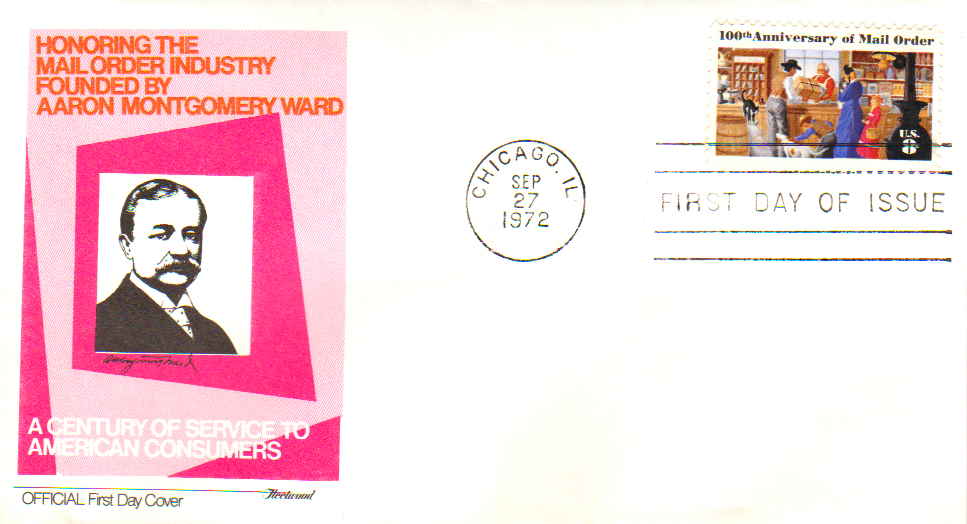 HONORING THE
MAIL ORDER INDUSTRY
FOUNDED BY
AARON MONTGOMERY WARD
A CENTURY OF SERVICE TO
AMERICAN CONSUMERS
OFFICIAL First Day Cover
Fleetwood
CHICAGO, IL
SEP
27
1972
100th Anniversary of Mail Order
U.S.
FIRST DAY OF ISSUE